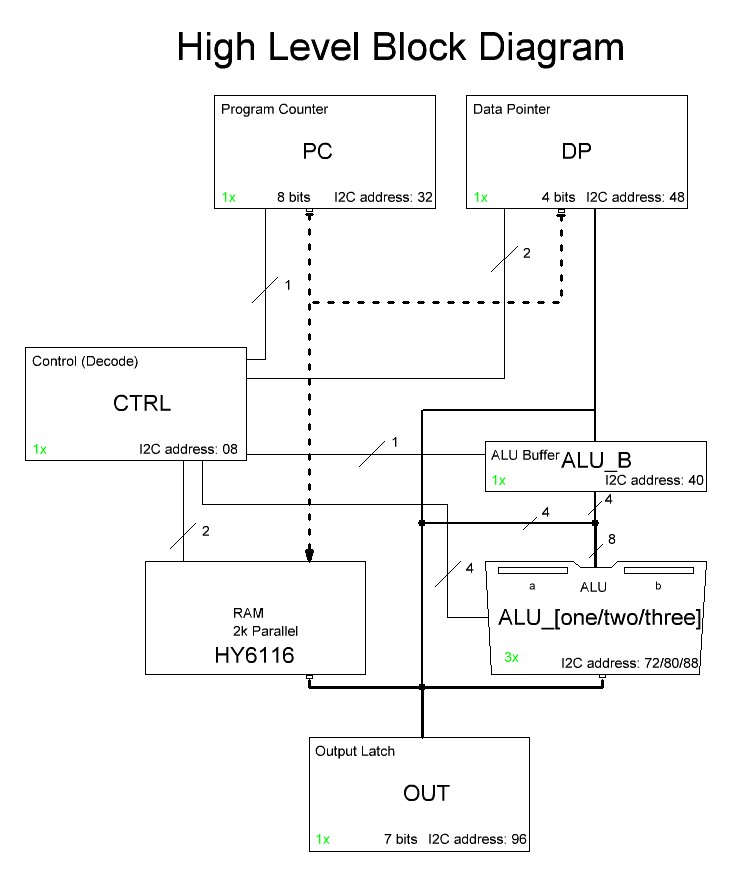 High Level Block Diagram
Program Counter
PC
1x 8 bits I2C address: 32
Data Pointer
DP
1x 4 bits I2C address: 48
2
1
Control (Decode)
CTRL
1x I2C address: 08
1
ALU Buffer ALU_B
1x I2C address: 40
4
4
8
2
4
RAM
2k Parallel
HY6116
a ALU b
ALU_[one/two/three]
3x I2C address: 72/80/88
Output Latch
OUT
1x 7 bits I2C address: 96